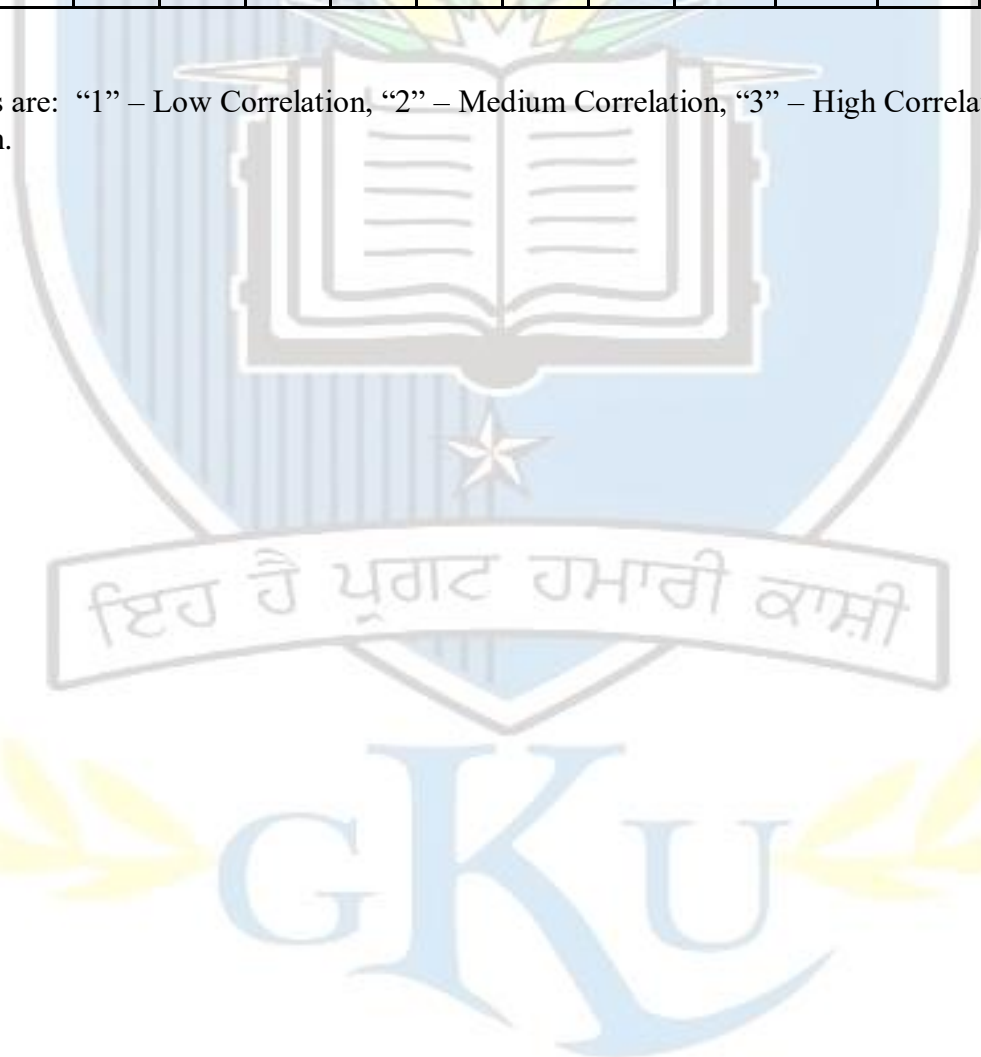 s are: “1” – Low Correlation, “2” – Medium Correlation, “3” – High Correla
n.
ਇਹ ਹੈ ਪ੍ਰਗਟ ਹਮਾਰੀ ਕਾਸ਼ੀ
GKU